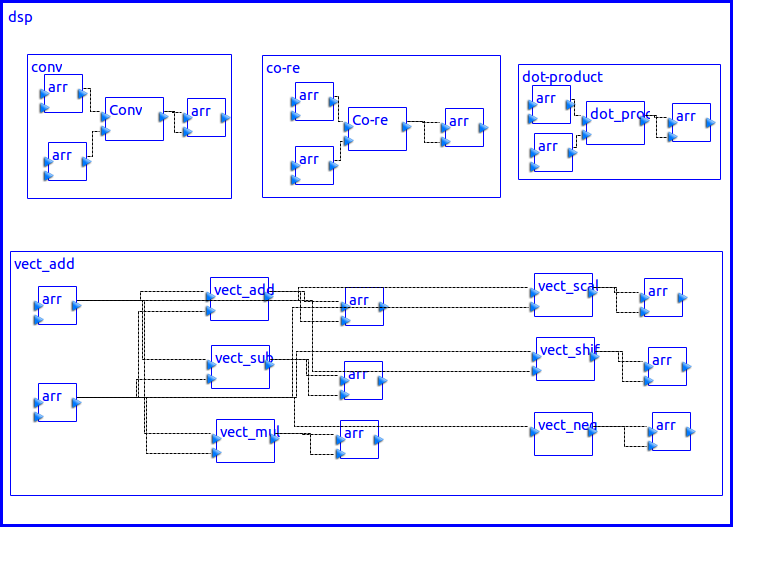 dsp
conv
arr
Conv
arr
arr
co-re
arr
Co-re
arr
arr
dot-product
arr
dot_proc
arr
arr
vect_add
arr
vect_add
arr
vect_scal
arr
vect_sub
arr
vect_shif
arr
arr
vect_mul
arr
vect_neg
arr